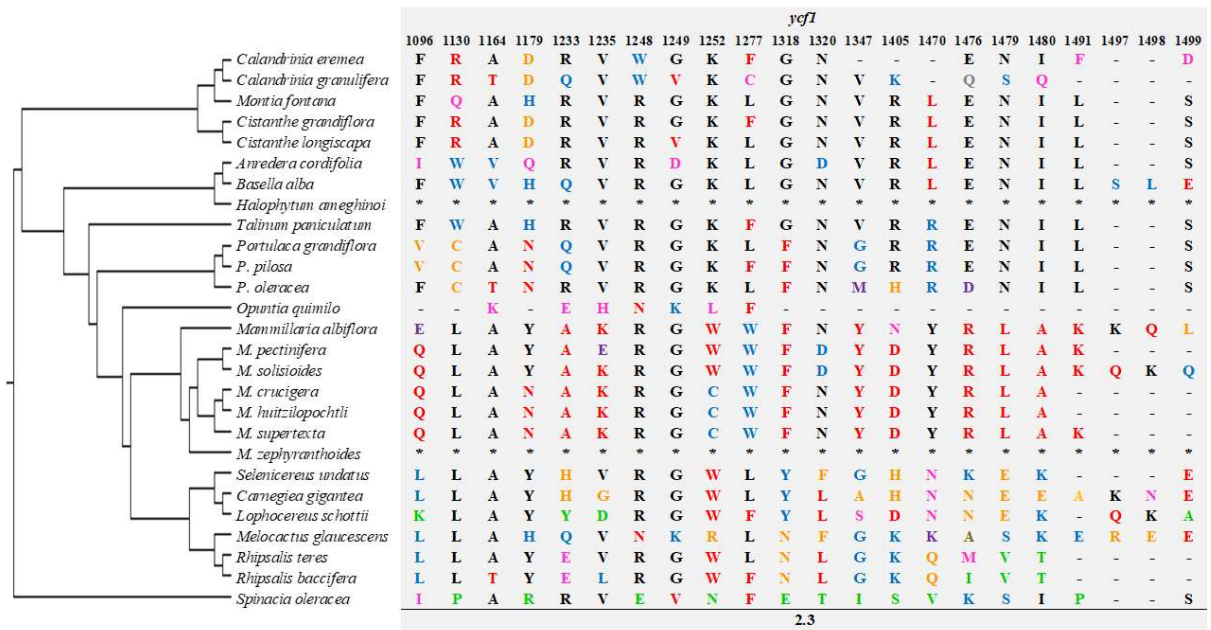 ycf1
1096 1130 1164 1179 1233 1235 1248 1249 1252 1277 1318 1320 1347 1405 1470 1476 1479 1480 1491 1497 1498 1499
Calandrinia eremea F R A D R V W G K F G N - - - E N I F - - D
Calandrinia granulifera F R T D Q V W V K C G N V K - Q S Q
Montia fontana F Q A H R V R G K L G N V R L E N I L - - S
Cistanthe grandiflora F R A D R V R G K F G N V R L E N I L - - S
Cistanthe longiscapa F R A D R V R V K L G N V R L E N I L - - S
Anredera cordifolia I W V Q R V R D K L G D V R L E N I L - - S
Basella alba F W V H Q V R G K L G N V R L E N I L S L E
Halophytum ameghinoi * * * * * * * * * * * * * * * * * * * * * *
Talinum paniculatum F W A H R V R G K F G N V R R E N I L - - S
Portulaca grandiflora V C A N Q V R G K L F N G R R E N I L - - S
P. pilosa V C A N Q V R G K F F N G R R E N I L - - S
P. oleracea F C T N R V R G K L F N M H R D N I L - - S
Opuntia quimilo - - K - E H N K L F - - - - - - - - - - - -
Mammillaria albiflora E L A Y A K R G W W F N Y N Y R L A K K Q L
M. pectinifera Q L A Y A E R G W W F D Y D Y R L A K - - -
M. solisioides Q L A Y A K R G W W F D Y D Y R L A K Q K Q
M. crucigera Q L A N A K R G C W F N Y D Y R L A - - - -
M. huitzilopochtli Q L A N A K R G C W F N Y D Y R L A - - - -
M. supertexta Q L A N A K R G C W F N Y D Y R L A K - - -
M. zephyranthoides * * * * * * * * * * * * * * * * * * * * * *
Selenicereus undatus L L A Y H V R G W L Y F G H N K E K - - - E
Carnegiea gigantea L L A Y H G R G W L Y L A H N N E E A K N E
Lophocereus schottii K L A Y Y D R G W F Y L S D N N E K - Q K A
Melocactus glaucescens L L A H Q V N K R L N F G K K A S K E R E E
Rhipsalis teres L L A Y E V R G W L N L G K Q M V T - - - -
Rhipsalis baccifera L L T Y E L R G W F N L G K Q I V T - - - -
Spinacia oleracea I P A R R V E V N F E T I S V K S I P - - S
2.3